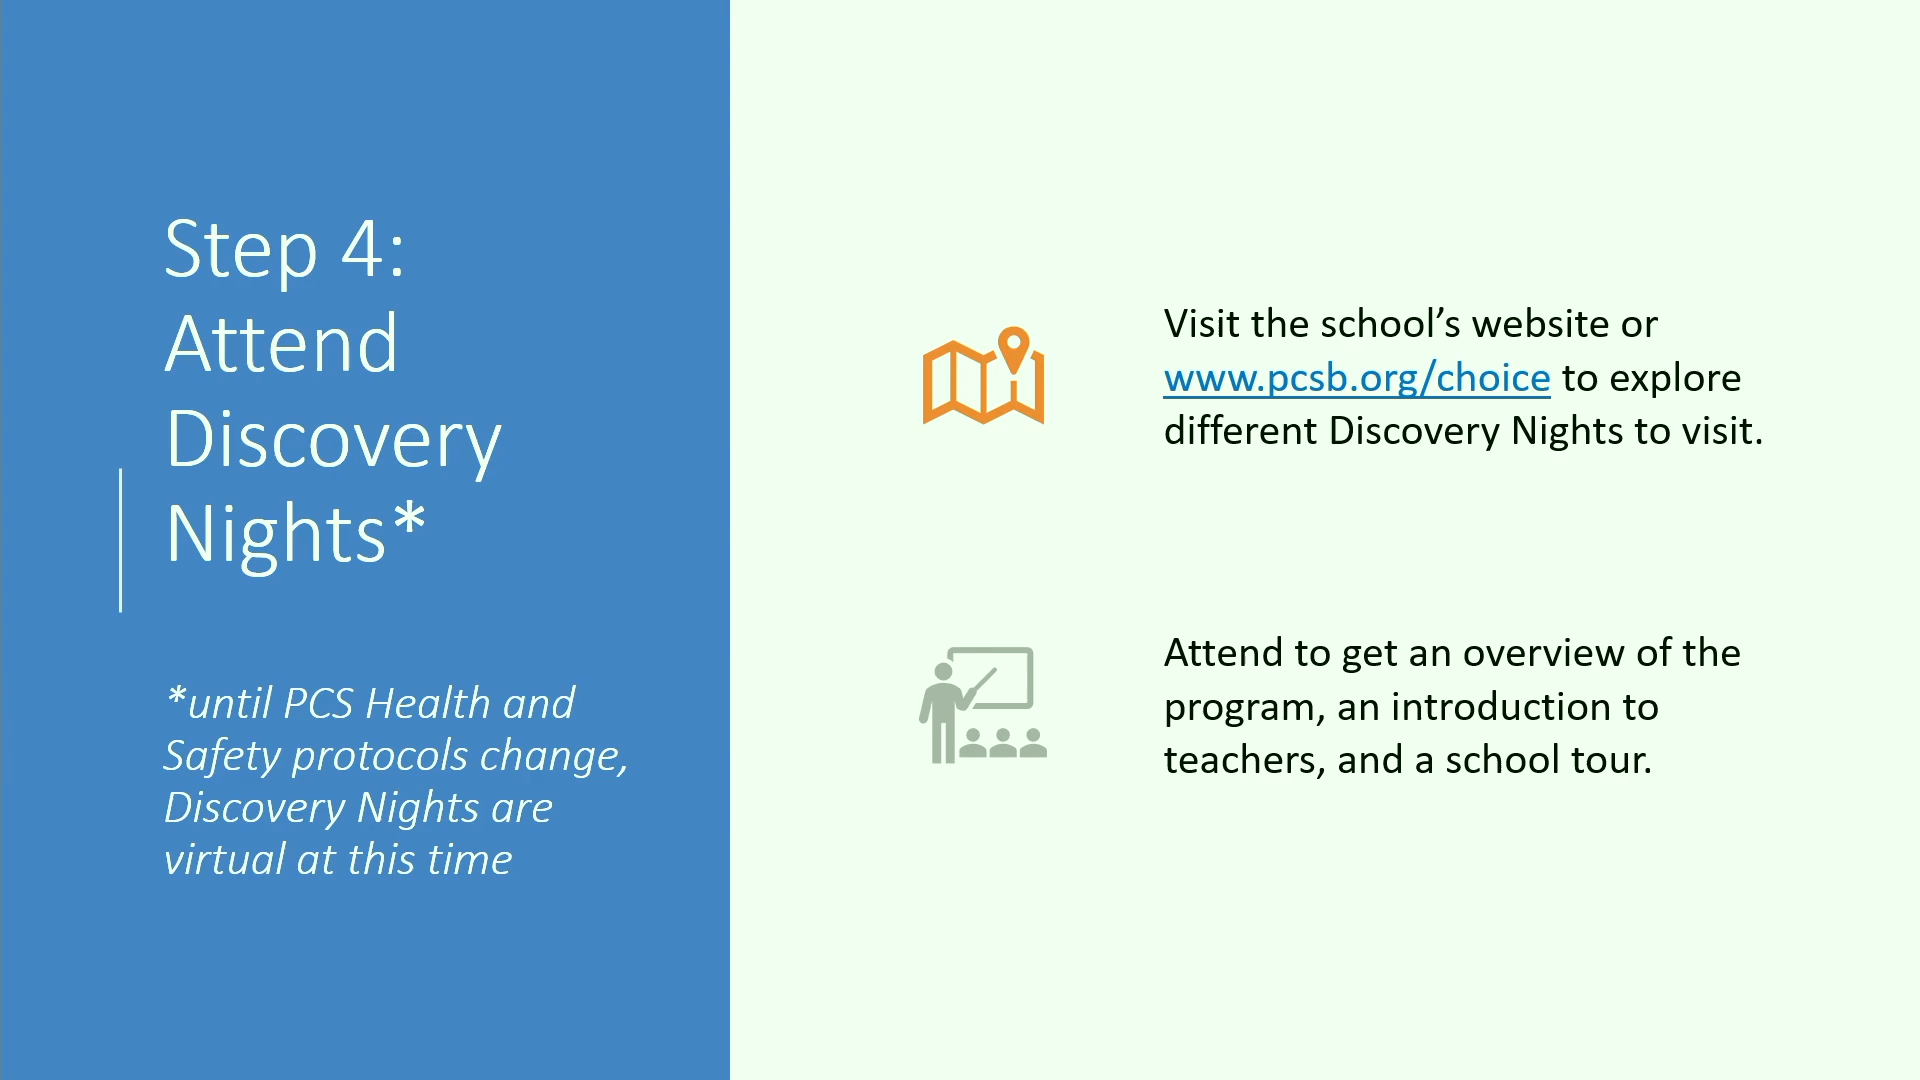 Step 4:
Attend
Discovery
Nights*
*until PCS Health and
Safety protocols change,
Discovery Nights are
virtual at this time
Visit the school’s website or
www.pcsb.org/choice to explore
different Discovery Nights to visit.
Attend to get an overview of the
program, an introduction to
teachers, and a school tour.